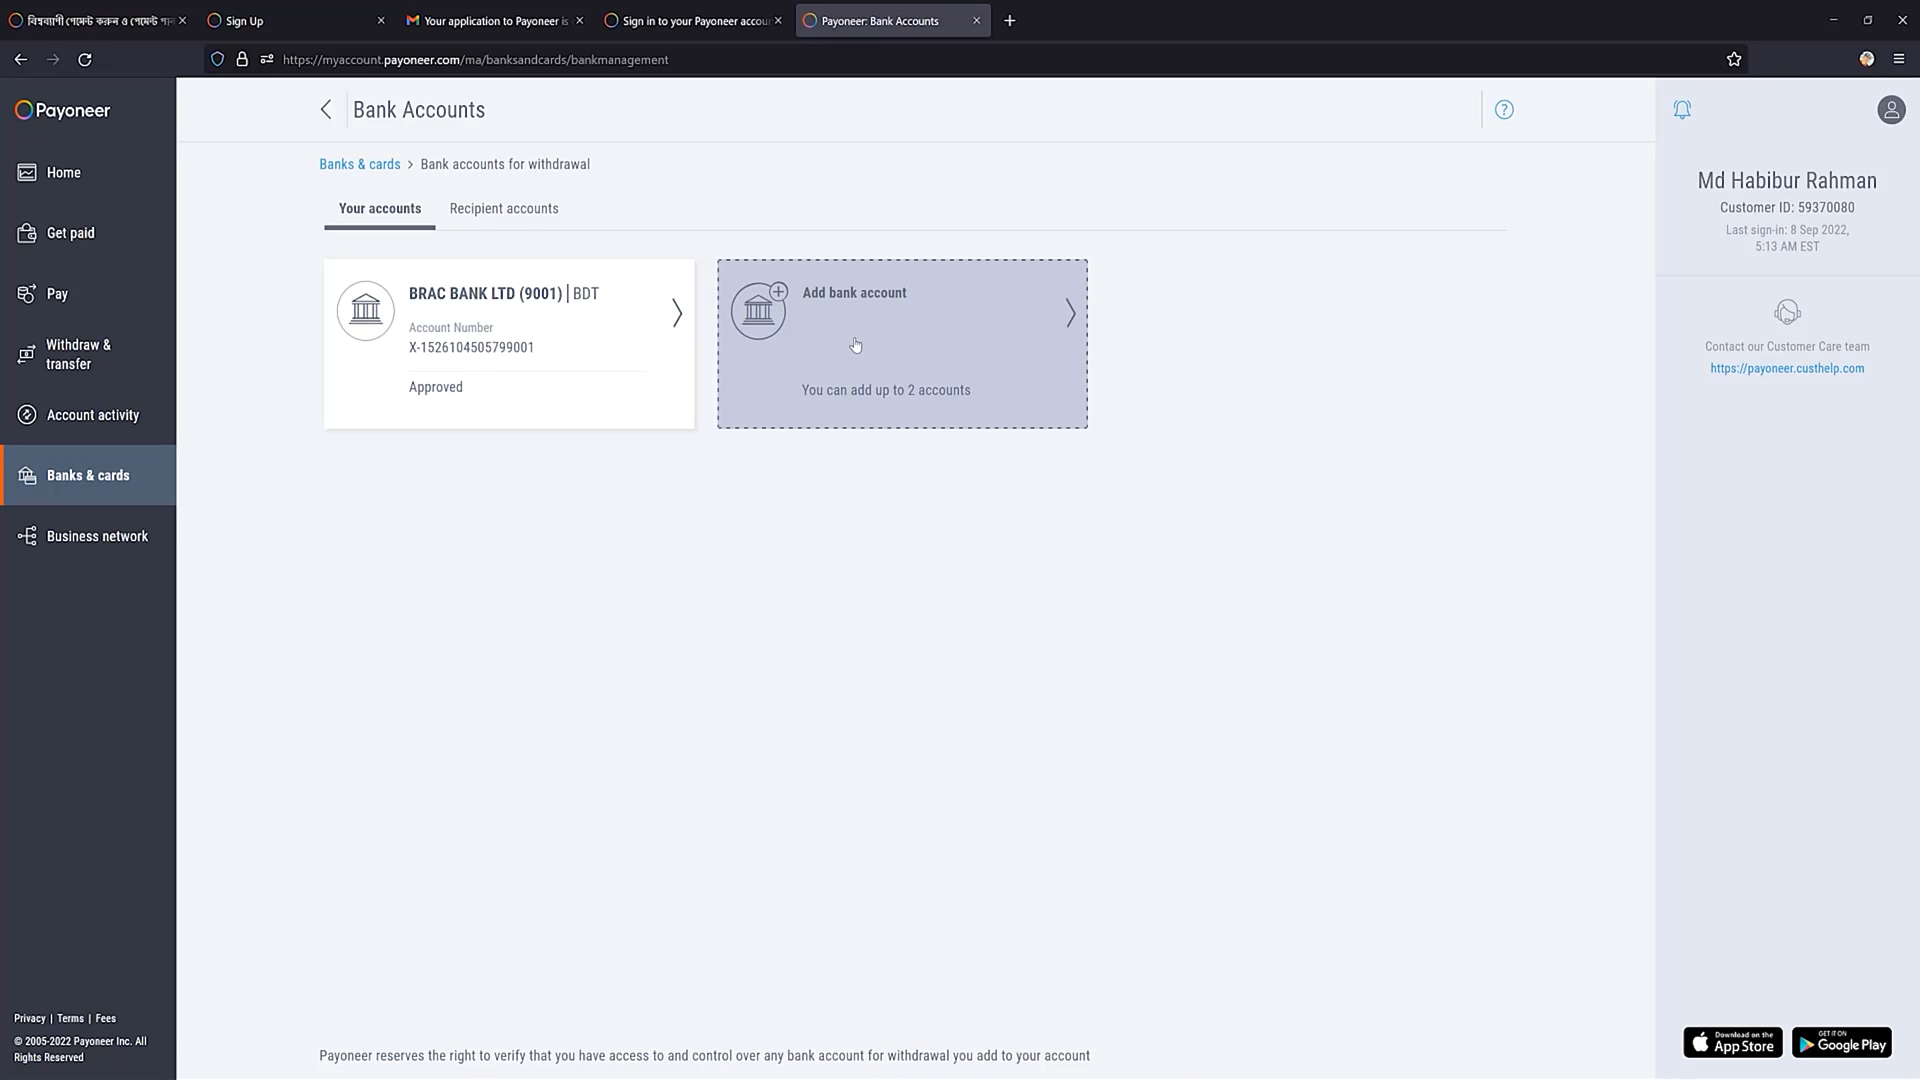 বিশ্বব্যাপী পেমেন্ট করুন ও পেমেন্ট পান
Sign Up
Your application to Payoneer is
Sign in to your Payoneer accou
Payoneer: Bank Accounts
https://myaccount.payoneer.com/ma/banksandcards/bankmanagement
Payoneer
Home
Get paid
Pay
Withdraw &
transfer
Account activity
Banks & cards
Business network
Privacy | Terms | Fees
© 2005-2022 Payoneer Inc. All
Rights Reserved
Bank Accounts
?
Banks & cards > Bank accounts for withdrawal
Your accounts
Recipient accounts
BRAC BANK LTD (9001) | BDT
Account Number
X-1526104505799001
Approved
Add bank account
You can add up to 2 accounts
Payoneer reserves the right to verify that you have access to and control over any bank account for withdrawal you add to your account
Md Habibur Rahman
Customer ID: 59370080
Last sign-in: 8 Sep 2022,
5:13 AM EST
Contact our Customer Care team
https://payoneer.custhelp.com
Download on the
App Store
GET IT ON
Google Play